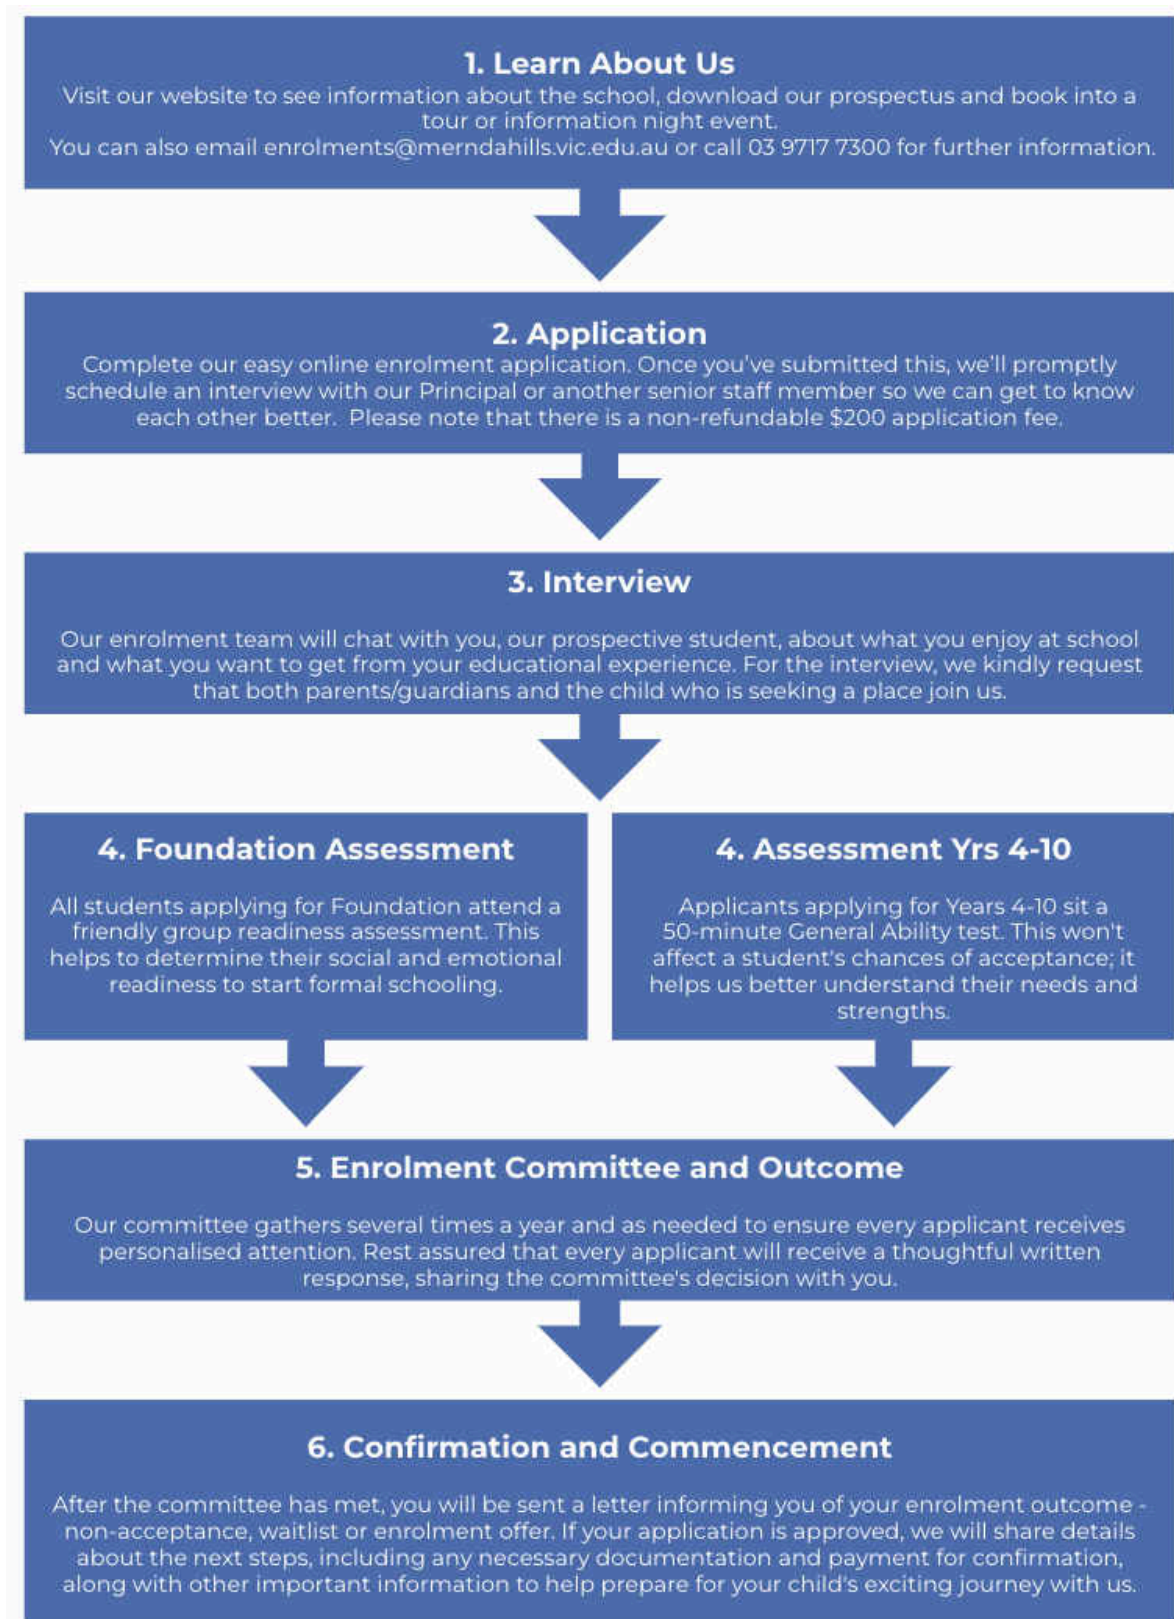 1. Learn About Us
Visit our website to see information about the school, download our prospectus and book into a
tour or information night event.
You can also email enrolments@merndahills.vic.edu.au or call 03 9717 7300 for further information.
2. Application
Complete our easy online enrolment application. Once you've submitted this, we'll promptly
schedule an interview with our Principal or another senior staff member so we can get to know
each other better. Please note that there is a non-refundable $200 application fee.
3. Interview
Our enrolment team will chat with you, our prospective student, about what you enjoy at school
and what you want to get from your educational experience. For the interview, we kindly request
that both parents/guardians and the child who is seeking a place join us.
4. Foundation Assessment
All students applying for Foundation attend a
friendly group readiness assessment. This
helps to determine their social and emotional
readiness to start formal schooling.
4. Assessment Yrs 4-10
Applicants applying for Years 4-10 sit a
50-minute General Ability test. This won't
affect a student's chances of acceptance; it
helps us better understand their needs and
strengths.
5. Enrolment Committee and Outcome
Our committee gathers several times a year and as needed to ensure every applicant receives
personalised attention. Rest assured that every applicant will receive a thoughtful written
response, sharing the committee's decision with you.
6. Confirmation and Commencement
After the committee has met, you will be sent a letter informing you of your enrolment outcome -
non-acceptance, waitlist or enrolment offer. If your application is approved, we will share details
about the next steps, including any necessary documentation and payment for confirmation,
along with other important information to help prepare for your child's exciting journey with us.